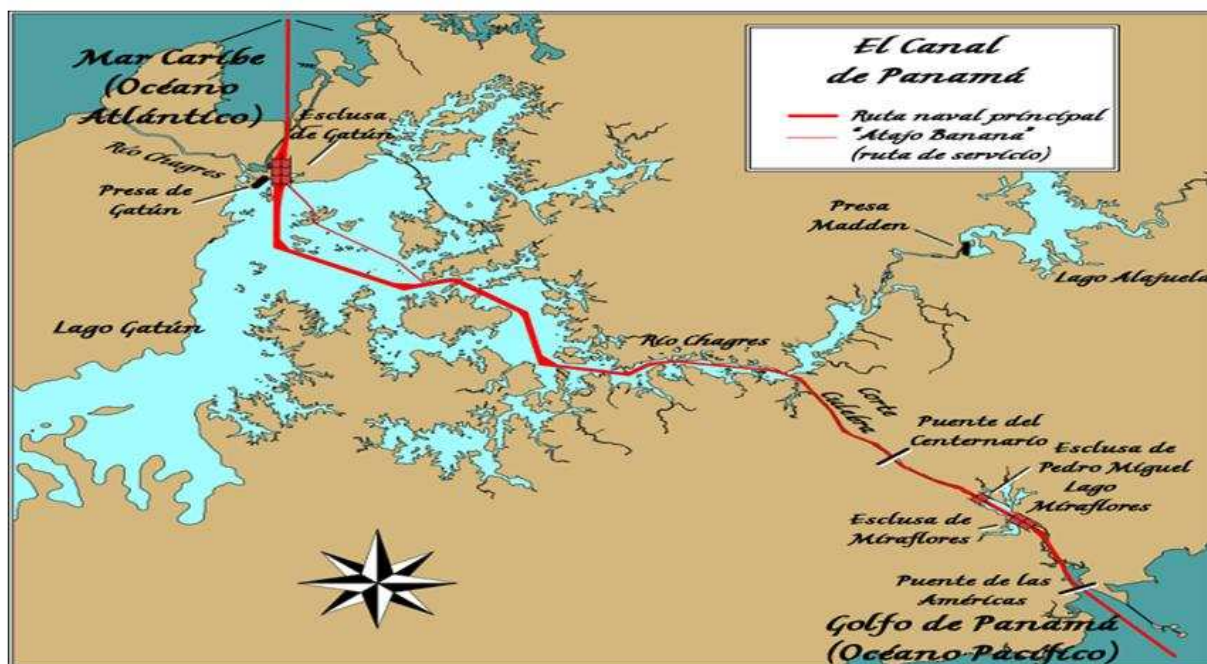 Mar Caribe
(Océano
Atlántico)
Esclusa
de Gatún
Río Chagres
Presa de
Gatún
Lago Gatún
El Canal
de Panamá
Ruta naval principal
"Atajo Banana"
(ruta de servicio)
Presa
Madden
Lago Alajuela
Río Chagres
Corte
Culebra
Puente del
Centernario
Esclusa de
Pedro Miguel
Lago
Miraflores
Esclusa de
Miraflores
Puente de las
Américas
Golfo de Panamá
(Océano Pacífico)